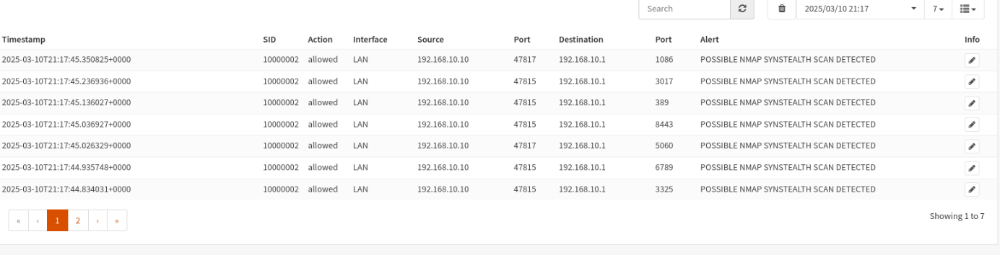 Search 2025/03/10 21:17 7
Timestamp SID Action Interface Source Port Destination Port Alert Info
2025-03-10T21:17:45.350825+0000 10000002 allowed LAN 192.168.10.10 47817 192.168.10.1 1086 POSSIBLE NMAP SYNSTEALTH SCAN DETECTED
2025-03-10T21:17:45.236936+0000 10000002 allowed LAN 192.168.10.10 47815 192.168.10.1 3017 POSSIBLE NMAP SYNSTEALTH SCAN DETECTED
2025-03-10T21:17:45.136027+0000 10000002 allowed LAN 192.168.10.10 47815 192.168.10.1 389 POSSIBLE NMAP SYNSTEALTH SCAN DETECTED
2025-03-10T21:17:45.036927+0000 10000002 allowed LAN 192.168.10.10 47815 192.168.10.1 8443 POSSIBLE NMAP SYNSTEALTH SCAN DETECTED
2025-03-10T21:17:45.026329+0000 10000002 allowed LAN 192.168.10.10 47817 192.168.10.1 5060 POSSIBLE NMAP SYNSTEALTH SCAN DETECTED
2025-03-10T21:17:44.935748+0000 10000002 allowed LAN 192.168.10.10 47815 192.168.10.1 6789 POSSIBLE NMAP SYNSTEALTH SCAN DETECTED
2025-03-10T21:17:44.834031+0000 10000002 allowed LAN 192.168.10.10 47815 192.168.10.1 3325 POSSIBLE NMAP SYNSTEALTH SCAN DETECTED
« ‹ 1 2 › » Showing 1 to 7